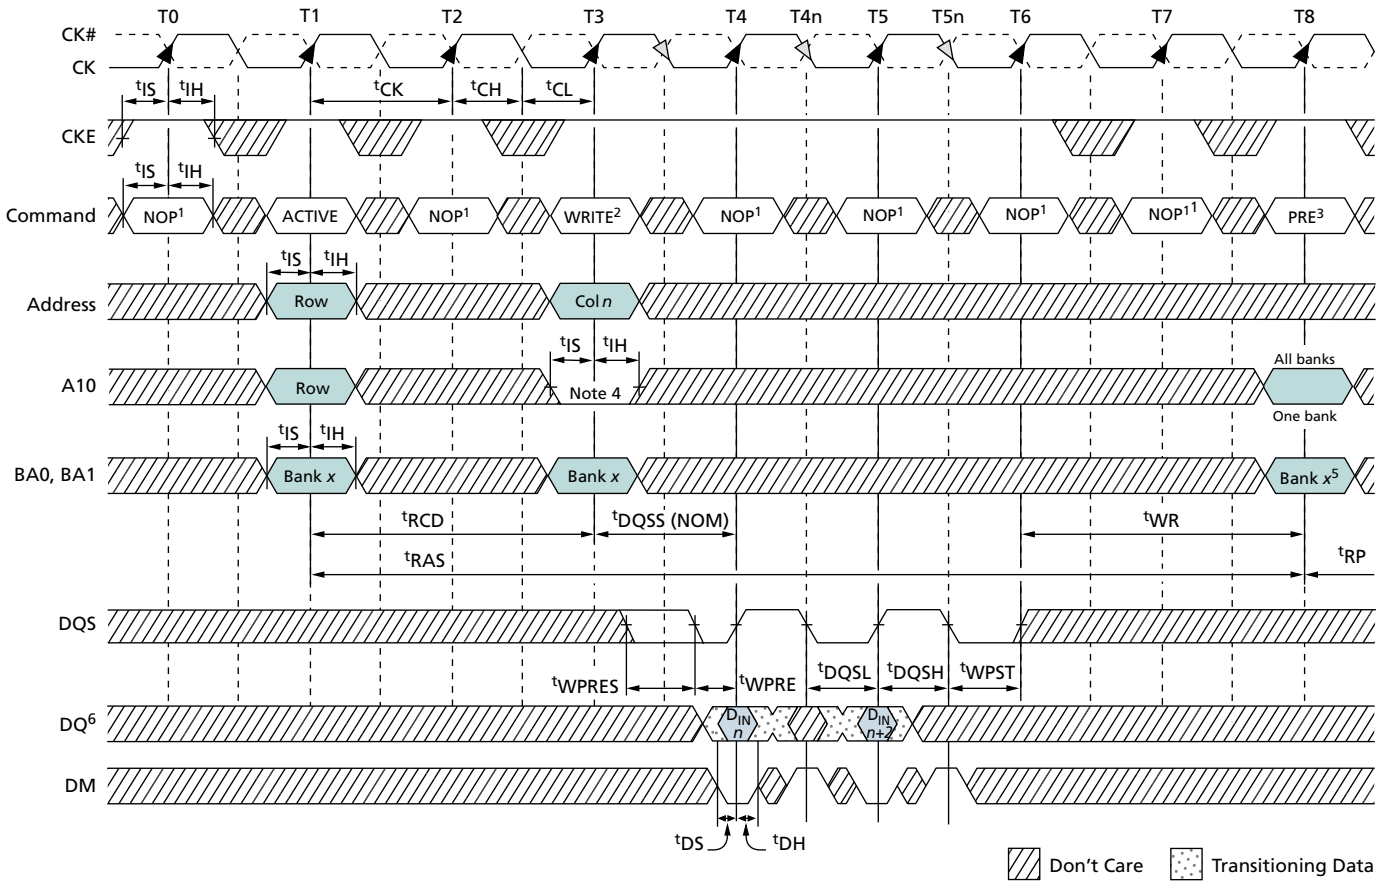 T0 T1 T2 T3 T4 T4n T5 T5n T6 T7 T8
CK#
CK
tIS tIH tCK tCH tCL
CKE
tIS tIH
Command NOP1 ACTIVE NOP1 WRITE2 NOP1 NOP1 NOP1 NOP11 PRE3
tIS tIH
Address Row Col n
tIS tIH
All banks
A10 Row Note 4
One bank
tIS tIH
BA0, BA1 Bank x Bank x Bank x5
tRCD tDQSS (NOM) tWR
tRAS tRP
DQS
tWPRES tWPRE tDQSL tDQSH tWPST
DQ6 DIN n DIN n+2
DM
tDS tDH
Don't Care Transitioning Data